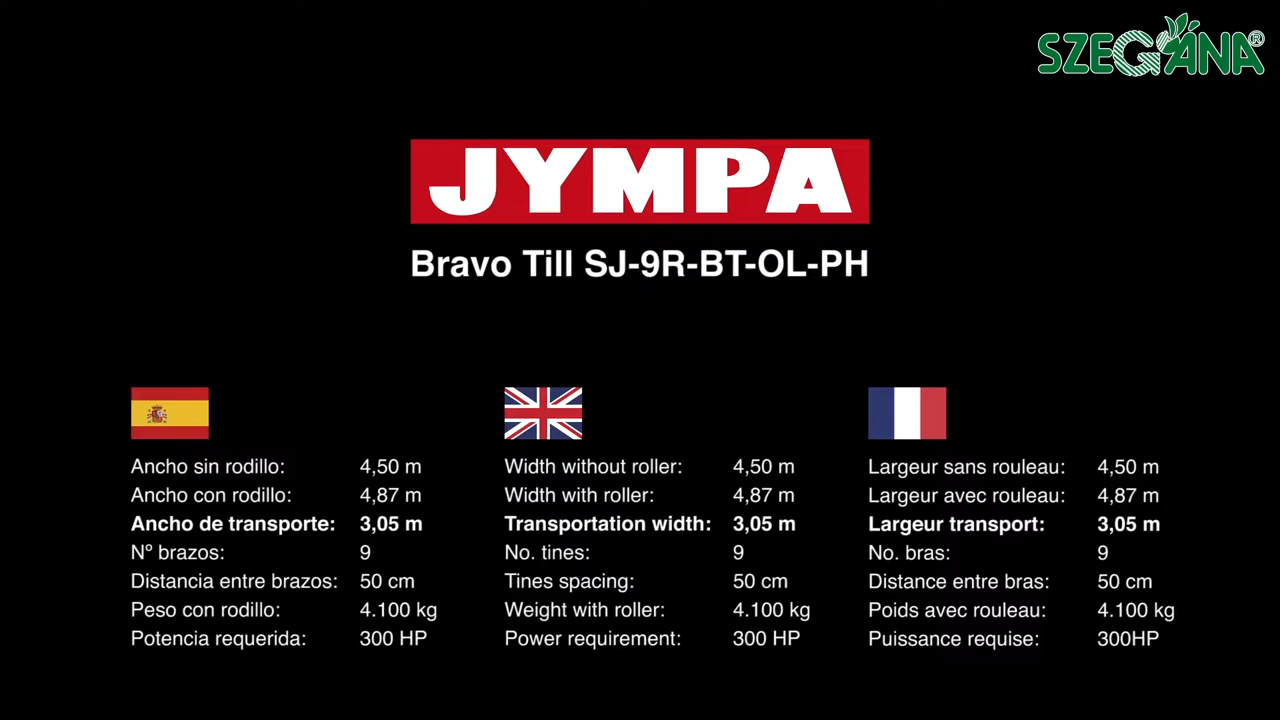 SZEGÁNA®
JYMPA
Bravo Till SJ-9R-BT-OL-PH
Ancho sin rodillo: 4,50 m
Ancho con rodillo: 4,87 m
Ancho de transporte: 3,05 m
Nº brazos: 9
Distancia entre brazos: 50 cm
Peso con rodillo: 4.100 kg
Potencia requerida: 300 HP
Width without roller: 4,50 m
Width with roller: 4,87 m
Transportation width: 3,05 m
No. tines: 9
Tines spacing: 50 cm
Weight with roller: 4.100 kg
Power requirement: 300 HP
Largeur sans rouleau: 4,50 m
Largeur avec rouleau: 4,87 m
Largeur transport: 3,05 m
No. bras: 9
Distance entre bras: 50 cm
Poids avec rouleau: 4.100 kg
Puissance requise: 300HP